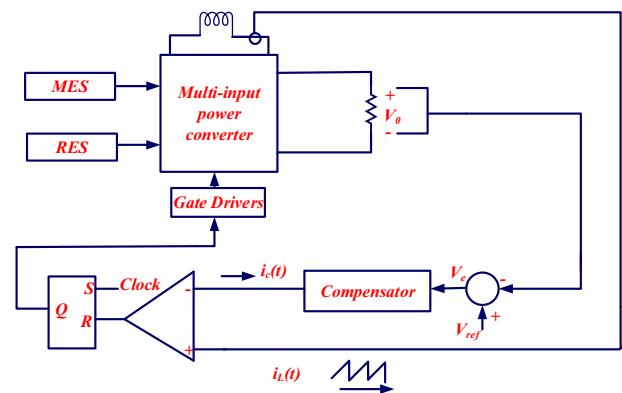 MES
Multi-input
power
converter
RES
+
V0
-
Gate Drivers
S
Clock
Q
R
-
+
ic(t)
Compensator
Ve
-
+
Vref
iL(t)